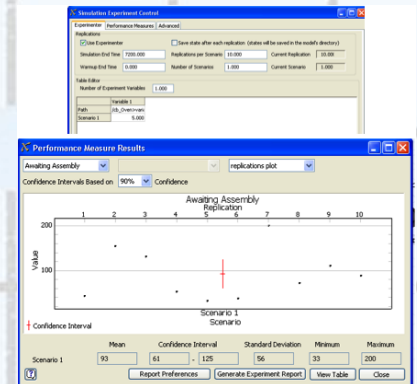 Simulation Experiment Control
Experimenter Performance Measures Advanced
Replications
Use Experimenter Save state after each replication (states will be saved in the model's directory)
Simulation End Time 7200.000 Replications per Scenario 10.000 Current Replication 10.000
Warmup End Time 0.000 Number of Scenarios 1.000 Current Scenario 1.000
Table Editor
Number of Experiment Variables 1.000
Variable 1
Path
Scenario 1 5.000
Performance Measure Results
Awaiting Assembly replications plot
Confidence Intervals Based on 90% Confidence
Awaiting Assembly
Replication
1 2 3 4 5 6 7 8 9 10
200
Value
100
Scenario 1
Scenario
Confidence Interval
Mean Confidence Interval Standard Deviation Minimum Maximum
Scenario 1 93 61 - 125 56 33 200
? Report Preferences Generate Experiment Report View Table Close